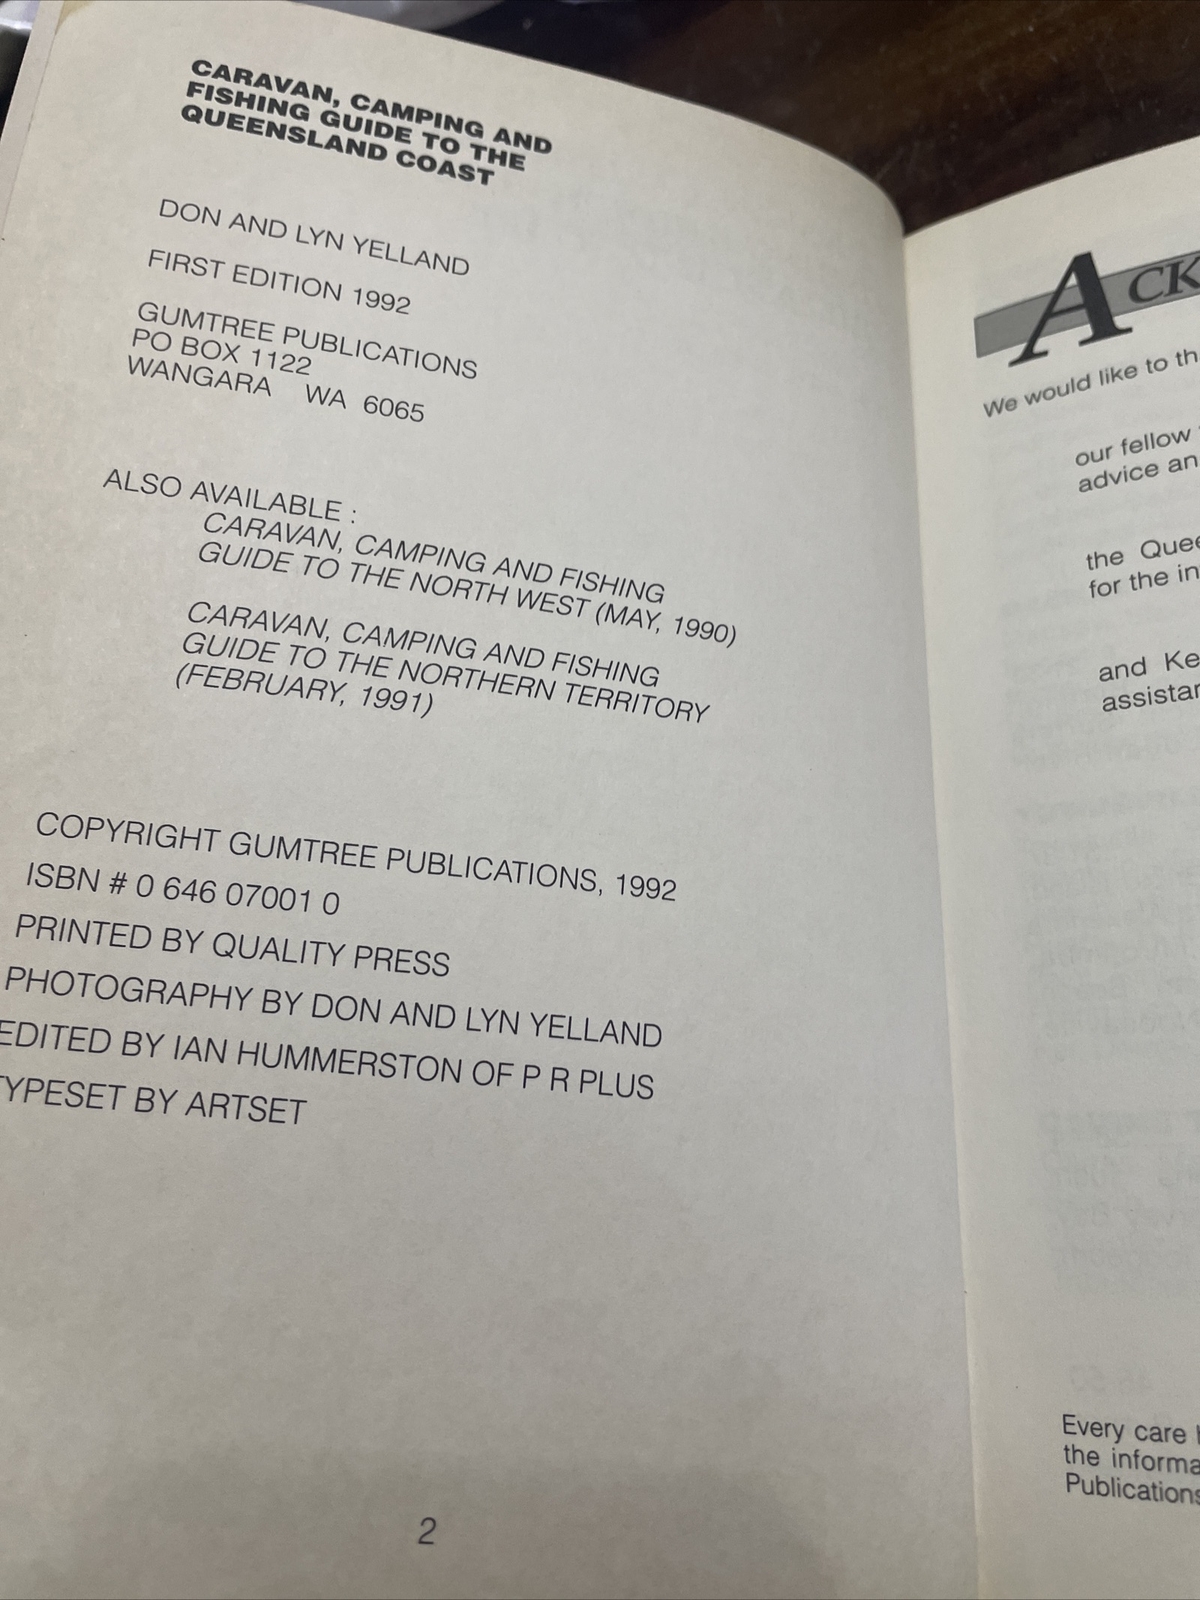 CARAVAN, CAMPING AND
FISHING GUIDE TO THE
QUEENSLAND COAST
DON AND LYN YELLAND
FIRST EDITION 1992
GUMTREE PUBLICATIONS
PO BOX 1122
WANGARA WA 6065
ALSO AVAILABLE :
CARAVAN, CAMPING AND FISHING
GUIDE TO THE NORTH WEST (MAY, 1990)
CARAVAN, CAMPING AND FISHING
GUIDE TO THE NORTHERN TERRITORY
(FEBRUARY, 1991)
COPYRIGHT GUMTREE PUBLICATIONS, 1992
ISBN # 0 646 07001 0
PRINTED BY QUALITY PRESS
PHOTOGRAPHY BY DON AND LYN YELLAND
EDITED BY IAN HUMMERSTON OF P R PLUS
TYPESET BY ARTSET
2
ACK
We would like to th
our fellow
advice an
the Quee
for the in
and Ke
assistan
Every care
the informa
Publications